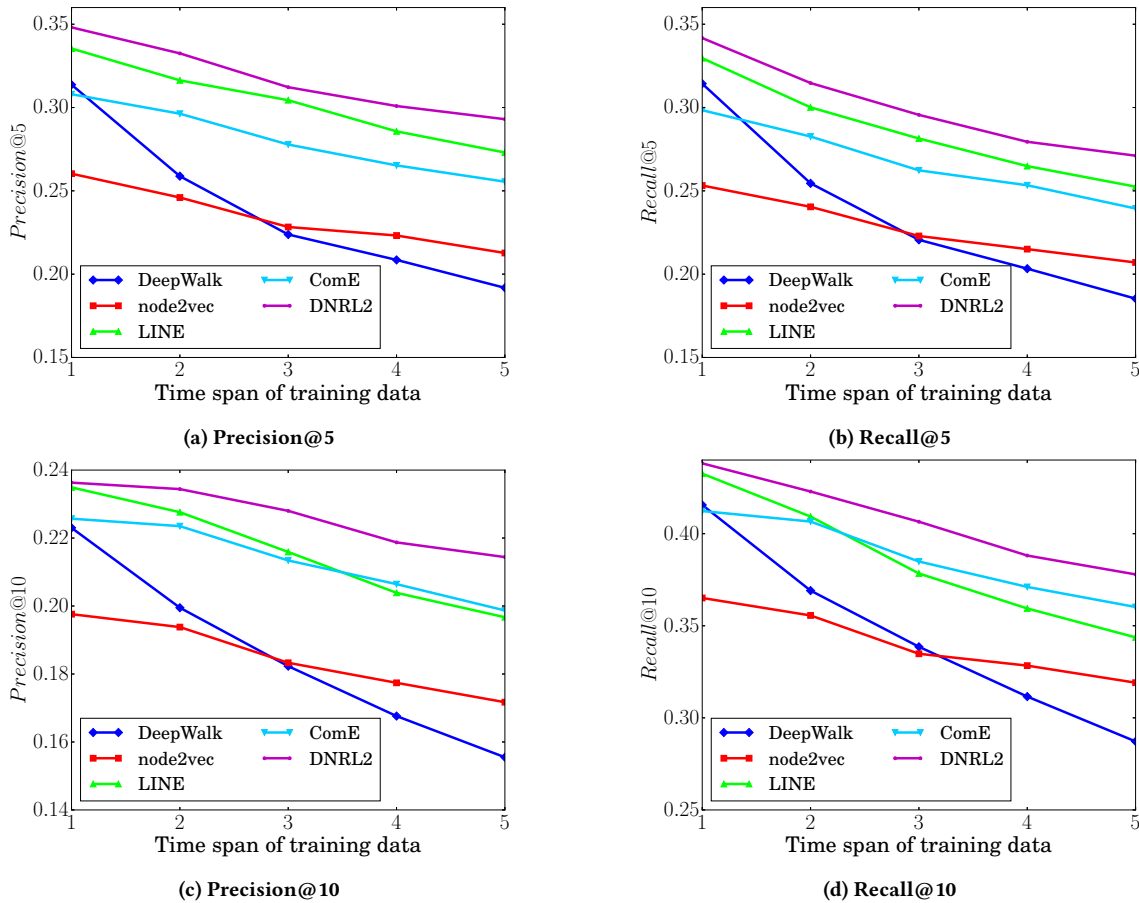 0.35
0.30
0.25
0.20
0.15
Precision@5
DeepWalk
node2vec
LINE
ComE
DNRL2
1 2 3 4 5
Time span of training data
(a) Precision@5
0.35
0.30
0.25
0.20
0.15
Recall@5
DeepWalk
node2vec
LINE
ComE
DNRL2
1 2 3 4 5
Time span of training data
(b) Recall@5
0.24
0.22
0.20
0.18
0.16
0.14
Precision@10
DeepWalk
node2vec
LINE
ComE
DNRL2
1 2 3 4 5
Time span of training data
(c) Precision@10
0.40
0.35
0.30
0.25
Recall@10
DeepWalk
node2vec
LINE
ComE
DNRL2
1 2 3 4 5
Time span of training data
(d) Recall@10